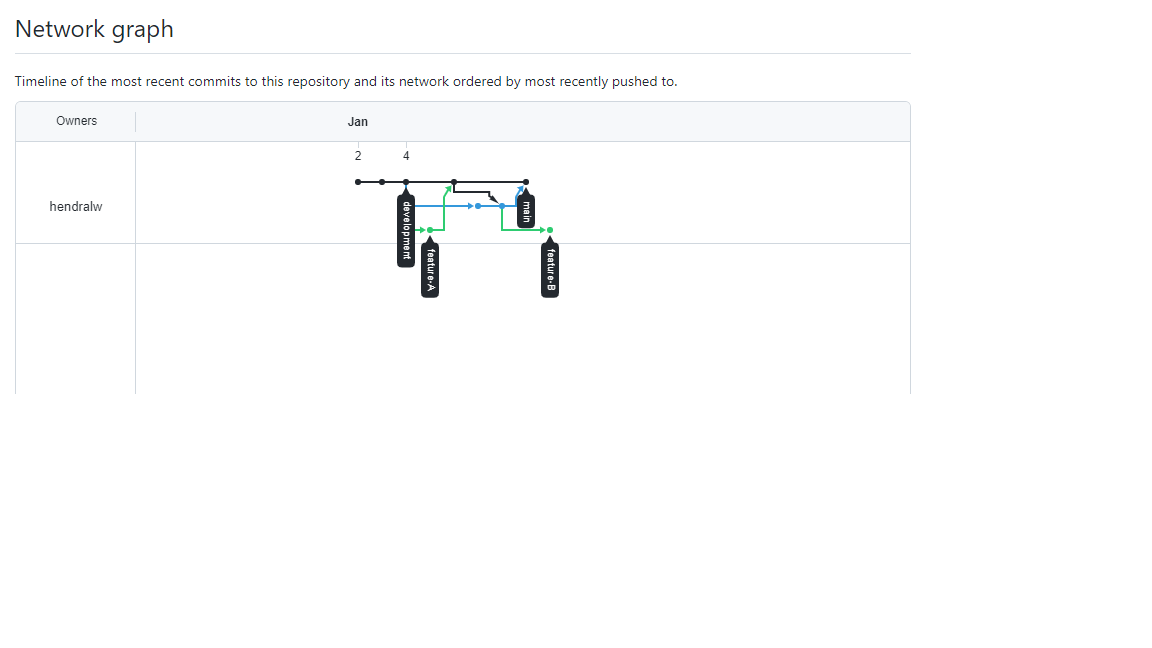 Network graph
Timeline of the most recent commits to this repository and its network ordered by most recently pushed to.
Owners
Jan
2
4
hendralw
development
main
feature-A
feature-B